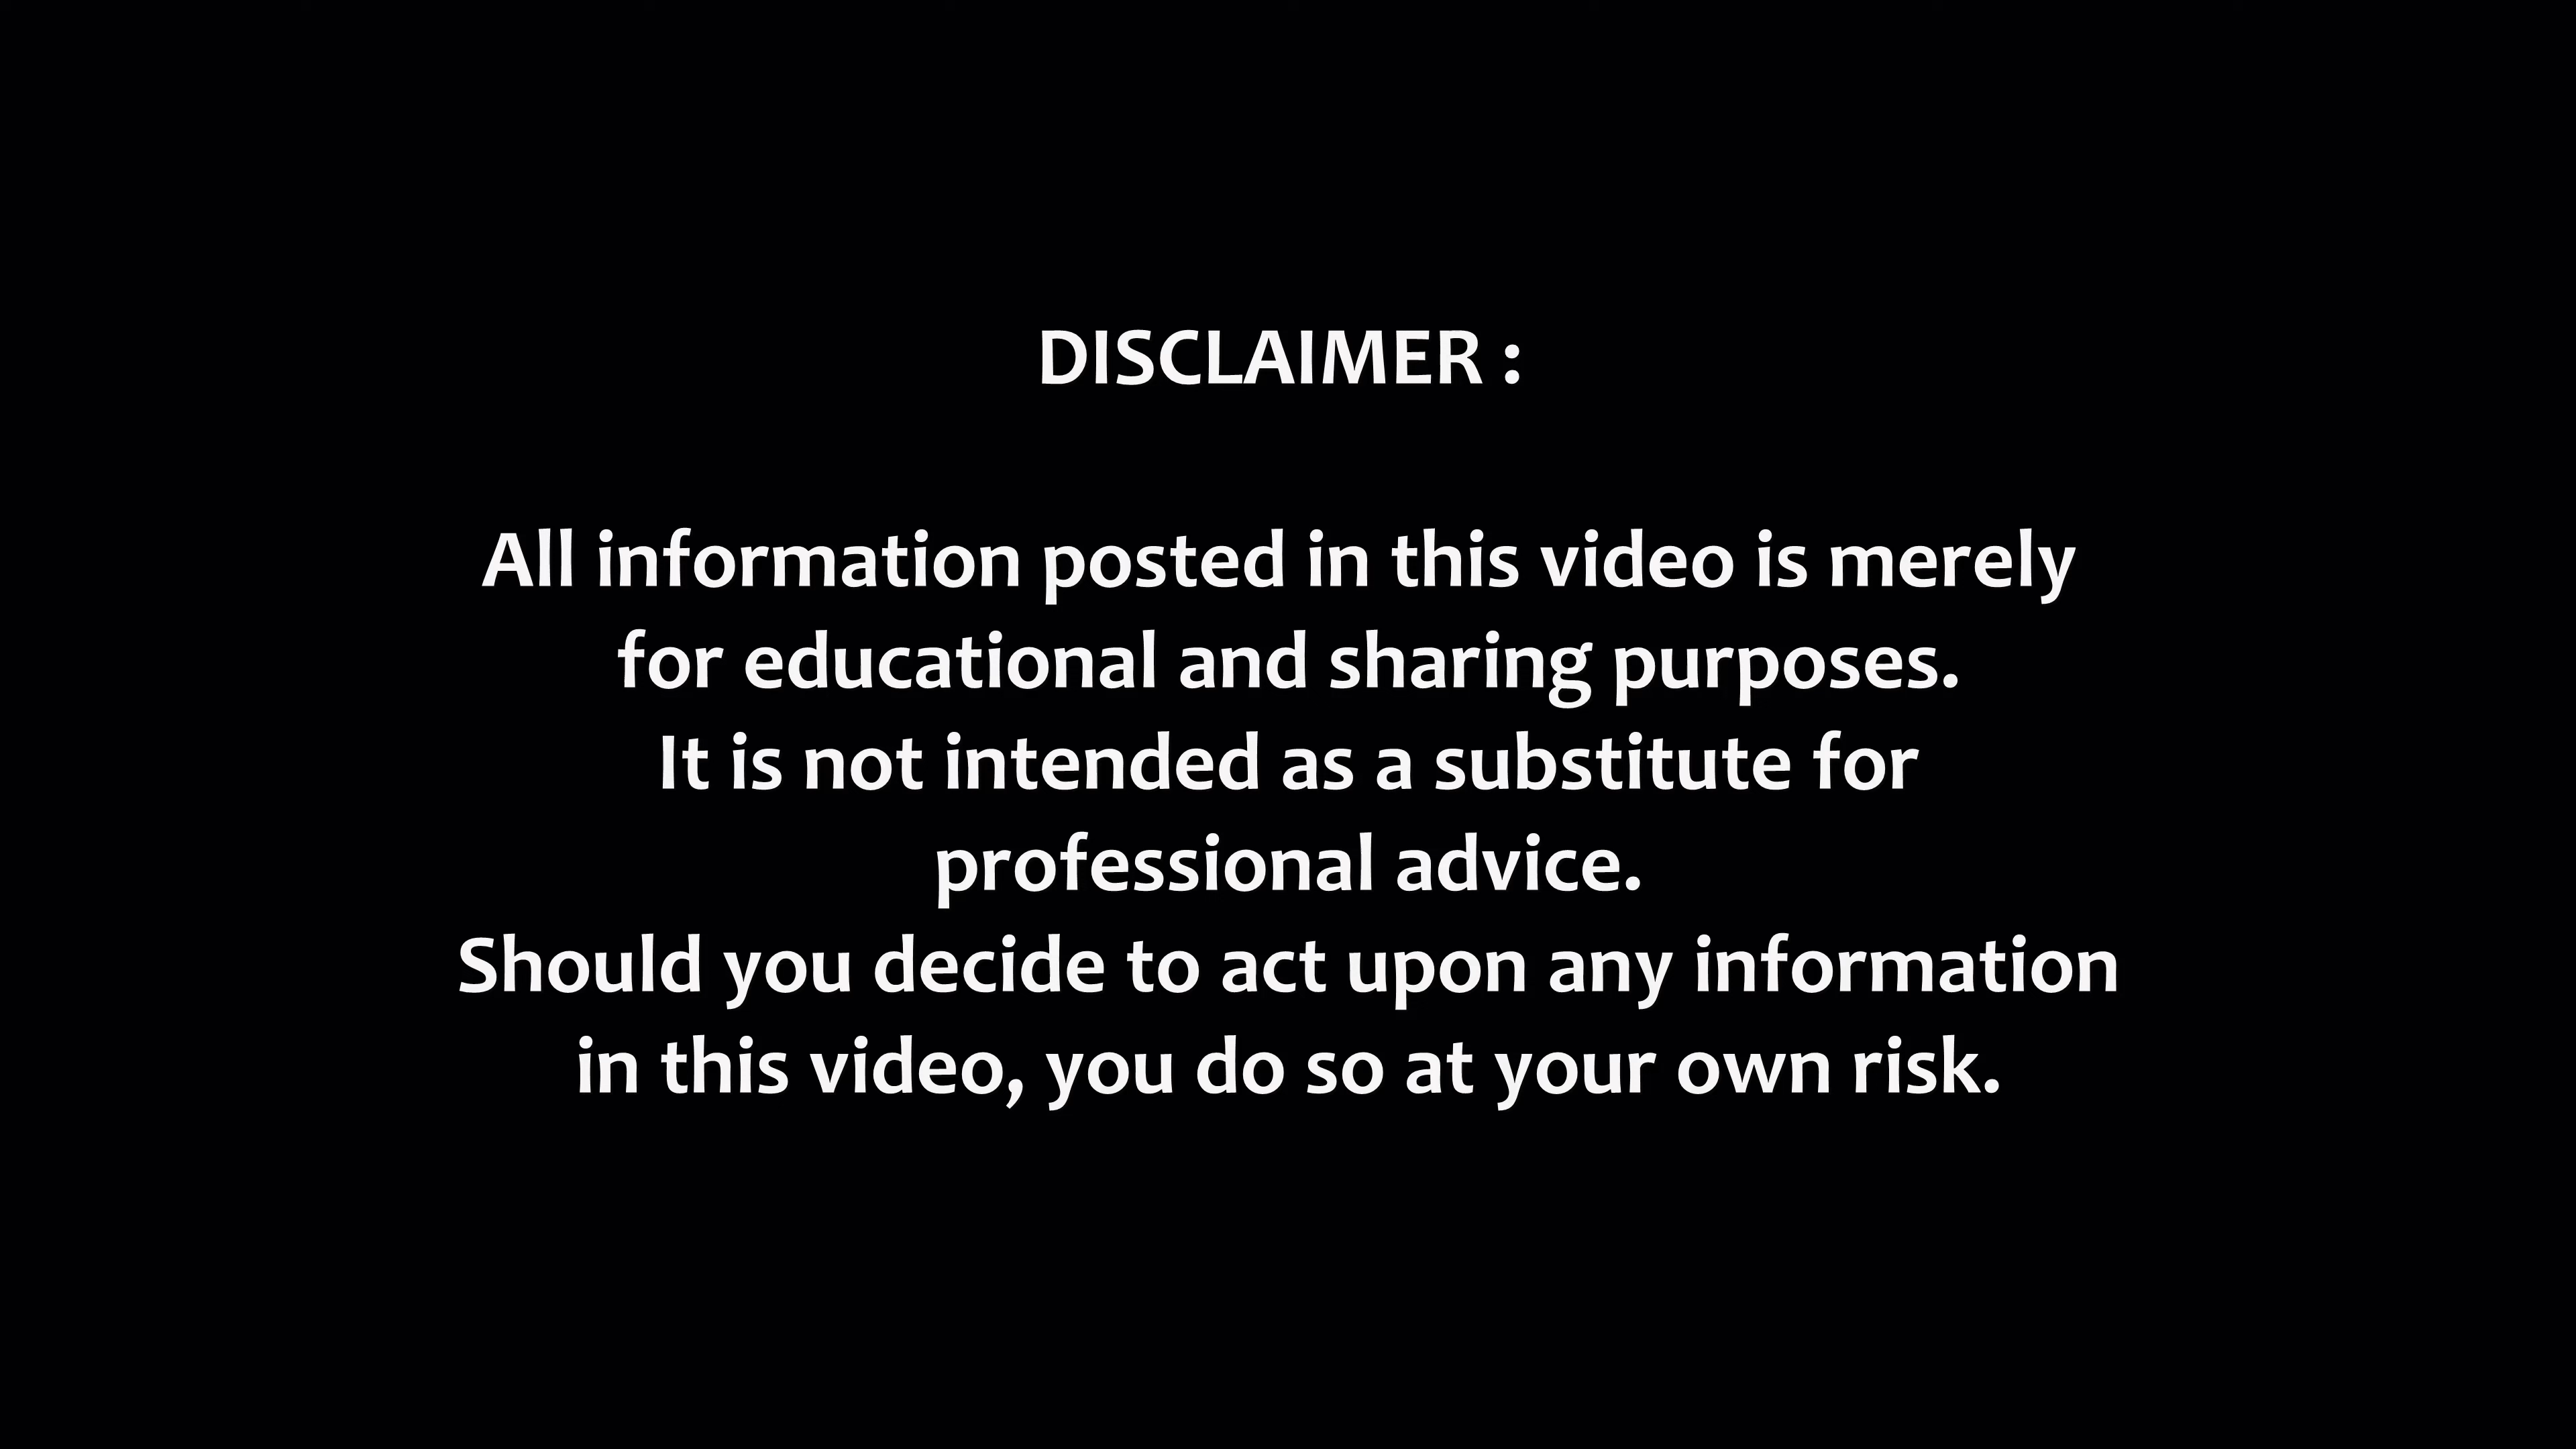 DISCLAIMER :
All information posted in this video is merely
for educational and sharing purposes.
It is not intended as a substitute for
professional advice.
Should you decide to act upon any information
in this video, you do so at your own risk.